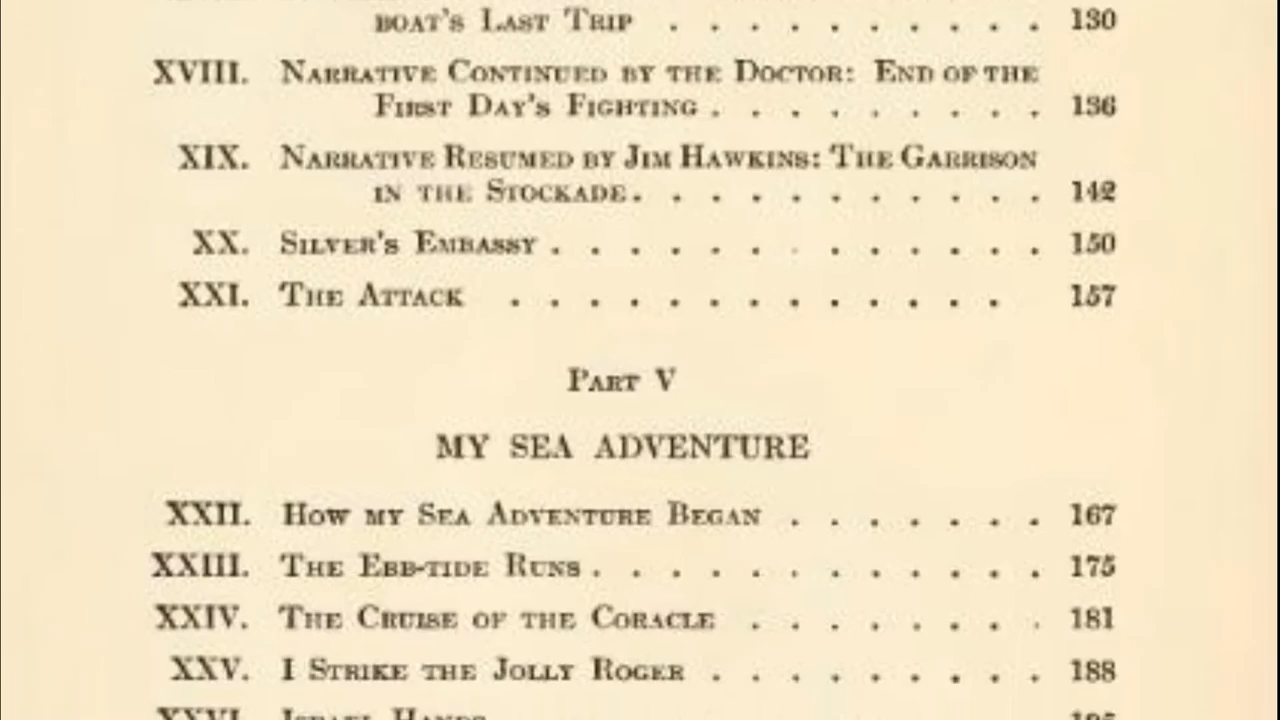 BOAT'S LAST TRIP . . . . . . . . . . 130
XVIII. NARRATIVE CONTINUED BY THE DOCTOR: END OF THE
FIRST DAY'S FIGHTING . . . . . . . . . 136
XIX. NARRATIVE RESUMED BY JIM HAWKINS: THE GARRISON
IN THE STOCKADE . . . . . . . . . . . 142
XX. SILVER'S EMBASSY . . . . . . . . . . . . . 150
XXI. THE ATTACK . . . . . . . . . . . . . 157
PART V
MY SEA ADVENTURE
XXII. HOW MY SEA ADVENTURE BEGAN . . . . . . . 167
XXIII. THE EBB-TIDE RUNS . . . . . . . . . . . . 175
XXIV. THE CRUISE OF THE CORACLE . . . . . . . . 181
XXV. I STRIKE THE JOLLY ROGER . . . . . . . . . 188
XXVI. ISRAEL HANDS